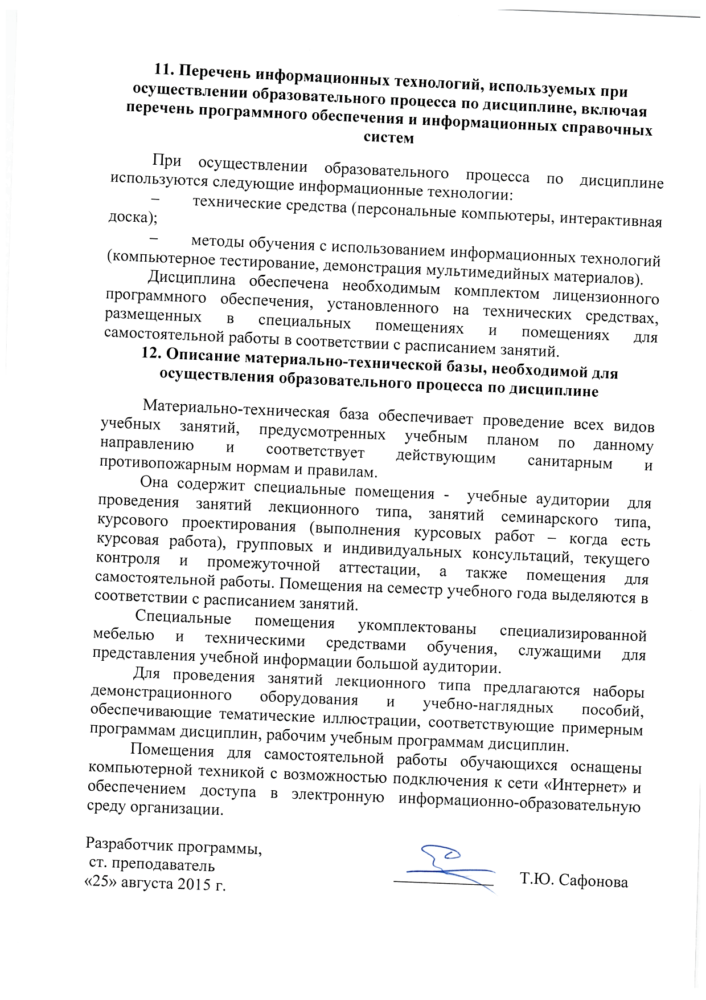 11. Перечень информационных технологий, используемых при
осуществлении образовательного процесса по дисциплине, включая
перечень программного обеспечения и информационных справочных
систем
При осуществлении образовательного процесса по дисциплине
используются следующие информационные технологии:
– технические средства (персональные компьютеры, интерактивная
доска);
– методы обучения с использованием информационных технологий
(компьютерное тестирование, демонстрация мультимедийных материалов).
Дисциплина обеспечена необходимым комплектом лицензионного
программного обеспечения, установленного на технических средствах,
размещенных в специальных помещениях и помещениях для
самостоятельной работы в соответствии с расписанием занятий.
12. Описание материально-технической базы, необходимой для
осуществления образовательного процесса по дисциплине
Материально-техническая база обеспечивает проведение всех видов
учебных занятий, предусмотренных учебным планом по данному
направлению и соответствует действующим санитарным и
противопожарным нормам и правилам.
Она содержит специальные помещения - учебные аудитории для
проведения занятий лекционного типа, занятий семинарского типа,
курсового проектирования (выполнения курсовых работ – когда есть
курсовая работа), групповых и индивидуальных консультаций, текущего
контроля и промежуточной аттестации, а также помещения для
самостоятельной работы. Помещения на семестр учебного года выделяются в
соответствии с расписанием занятий.
Специальные помещения укомплектованы специализированной
мебелью и техническими средствами обучения, служащими для
представления учебной информации большой аудитории.
Для проведения занятий лекционного типа предлагаются наборы
демонстрационного оборудования и учебно-наглядных пособий,
обеспечивающие тематические иллюстрации, соответствующие примерным
программам дисциплин, рабочим учебным программам дисциплин.
Помещения для самостоятельной работы обучающихся оснащены
компьютерной техникой с возможностью подключения к сети «Интернет» и
обеспечением доступа в электронную информационно-образовательную
среду организации.
Разработчик программы,
ст. преподаватель
«25» августа 2015 г. Т.Ю. Сафонова